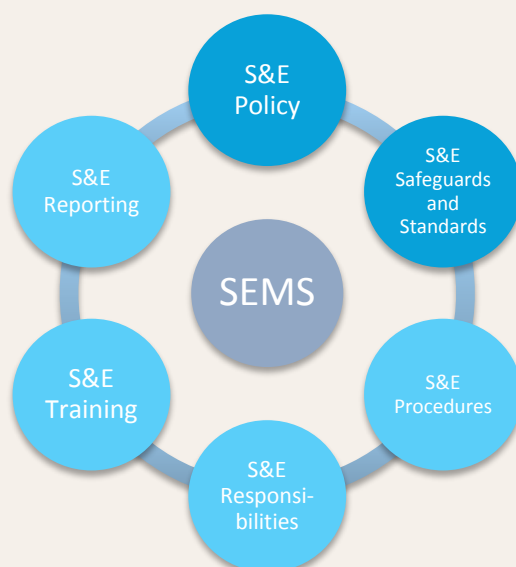 S&E
Policy
S&E
Safeguards
and
Standards
S&E
Procedures
S&E
Responsi-
bilities
S&E
Training
S&E
Reporting
SEMS